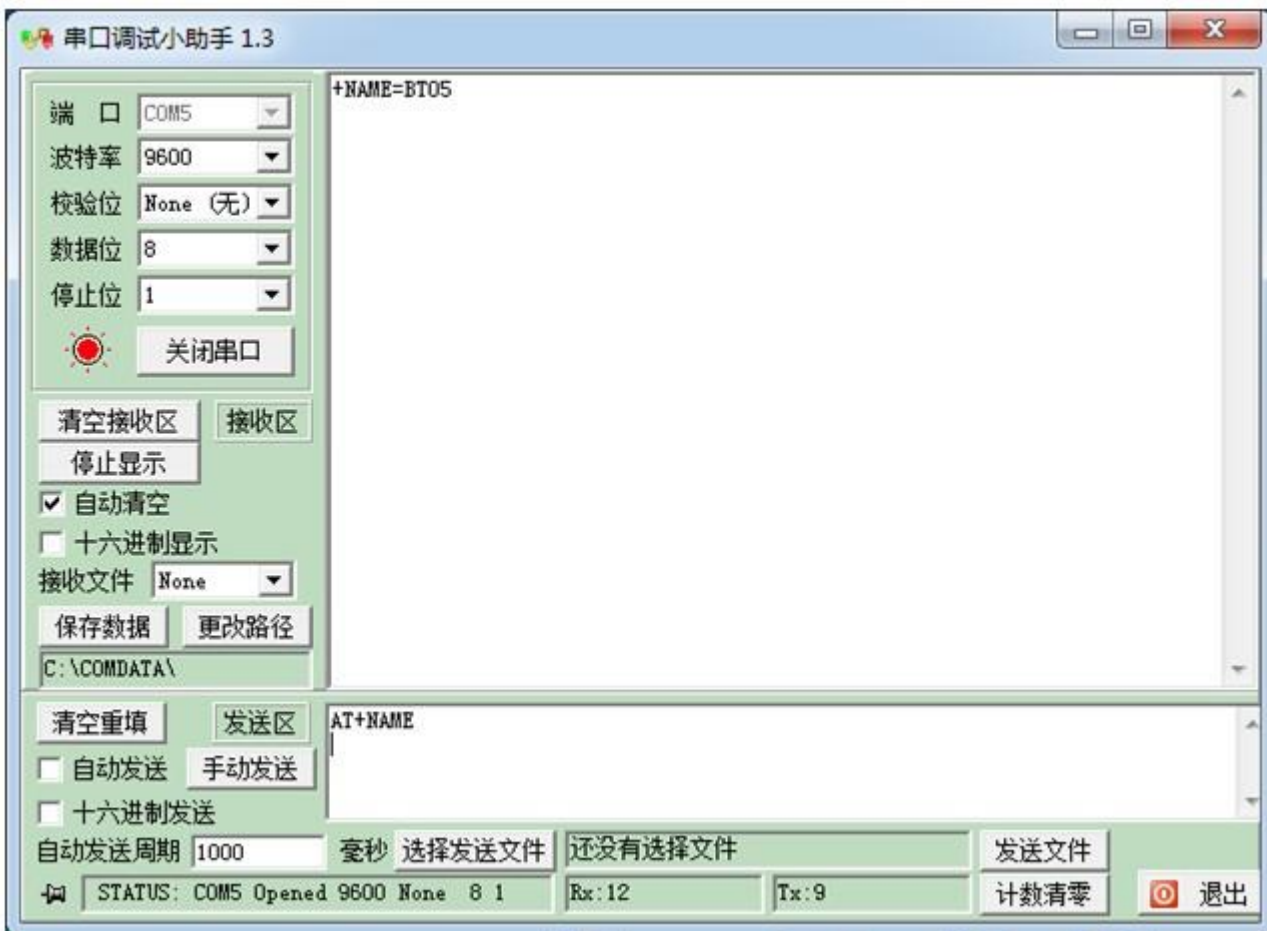 串口调试小助手 1.3
端 口 COM5
波特率 9600
校验位 None (无)
数据位 8
停止位 1
关闭串口
清空接收区 接收区
停止显示
自动清空
十六进制显示
接收文件 None
保存数据 更改路径
C:\COMDATA\
+NAME=BT05
清空重填 发送区
自动发送 手动发送
十六进制发送
AT+NAME
自动发送周期 1000 毫秒 选择发送文件 还没有选择文件 发送文件
STATUS: COM5 Opened 9600 None 8 1 Rx:12 Tx:9 计数清零 退出